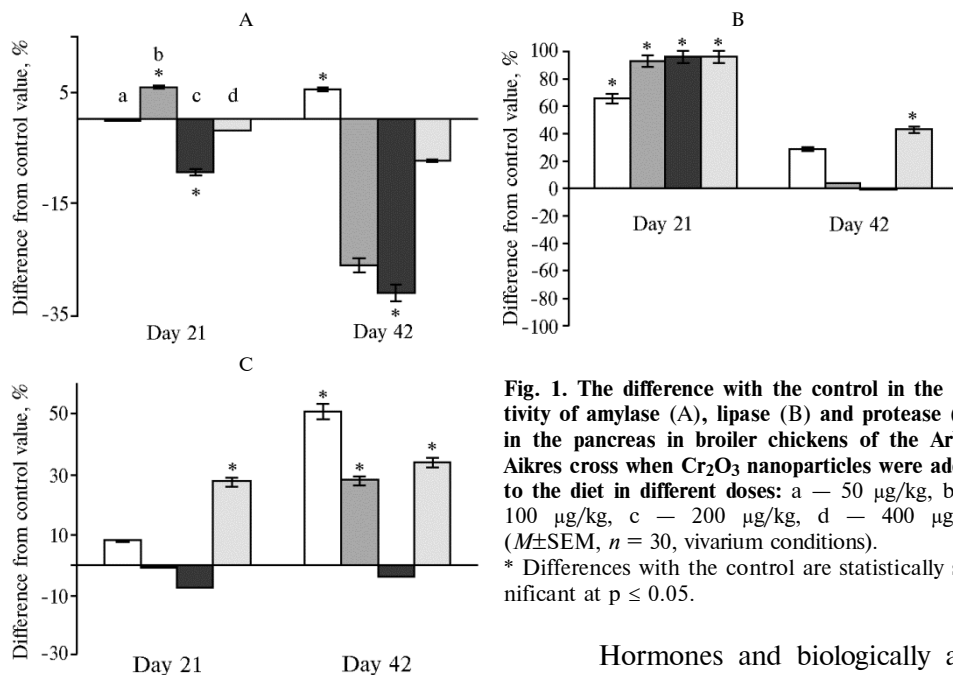 A
Difference from control value, %
5
-15
-35
a
b
*
c
*
d
*
*
Day 21
Day 42
B
Difference from control value, %
100
80
60
40
20
0
-20
-40
-60
-80
-100
*
*
*
*
*
Day 21
Day 42
C
Difference from control value, %
50
30
10
-10
-30
*
*
*
*
Day 21
Day 42
Fig. 1. The difference with the control in the
tivity of amylase (A), lipase (B) and protease
in the pancreas in broiler chickens of the Ar
Aikres cross when Cr₂O₃ nanoparticles were ad
to the diet in different doses: a — 50 μg/kg, b
100 μg/kg, c — 200 μg/kg, d — 400 μg
(M±SEM, n = 30, vivarium conditions).
* Differences with the control are statistically s
nificant at p ≤ 0.05.
Hormones and biologically a